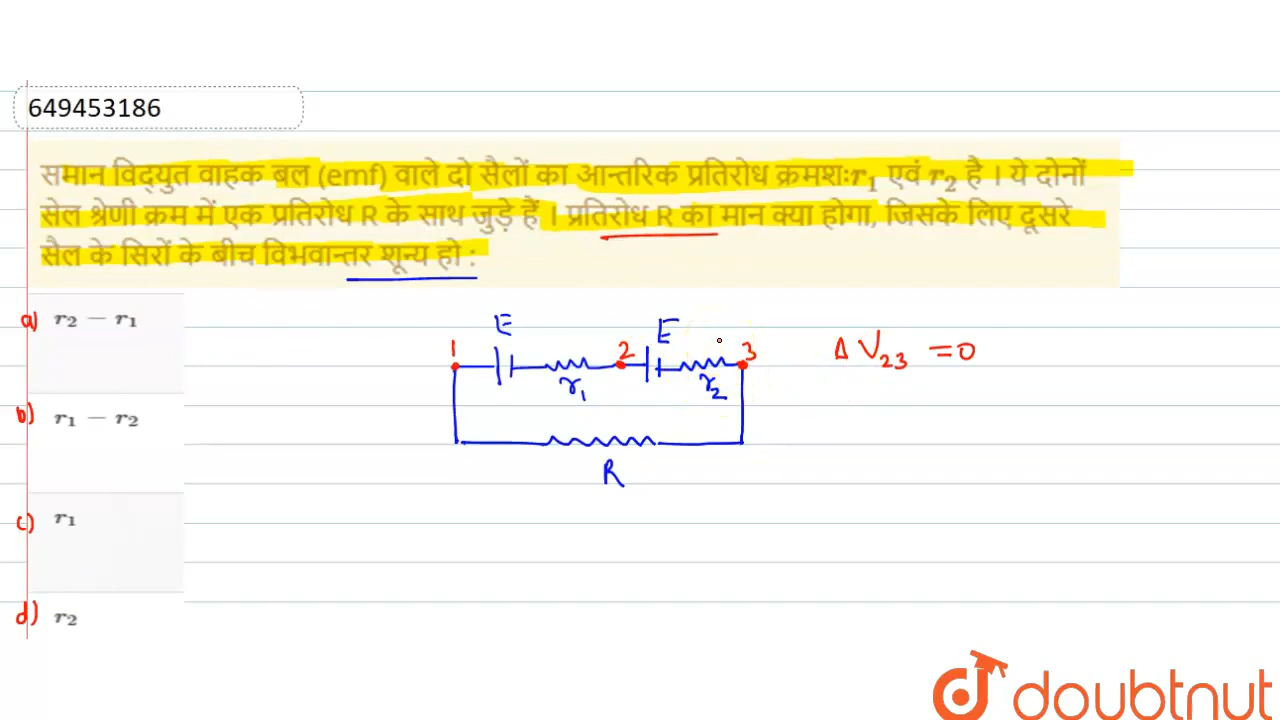 649453186
समान विद्युत वाहक बल (emf) वाले दो सैलों का आन्तरिक प्रतिरोध क्रमशः r₁ एवं r₂ है । ये दोनों
सेल श्रेणी क्रम में एक प्रतिरोध R के साथ जुड़े हैं । प्रतिरोध R का मान क्या होगा, जिसके लिए दूसरे
सैल के सिरों के बीच विभवान्तर शून्य हो :
a) r₂ − r₁
E
E
1
2
3
Δ V₂₃ = 0
r₁
r₂
b) r₁ − r₂
R
c) r₁
d) r₂
doubtnut